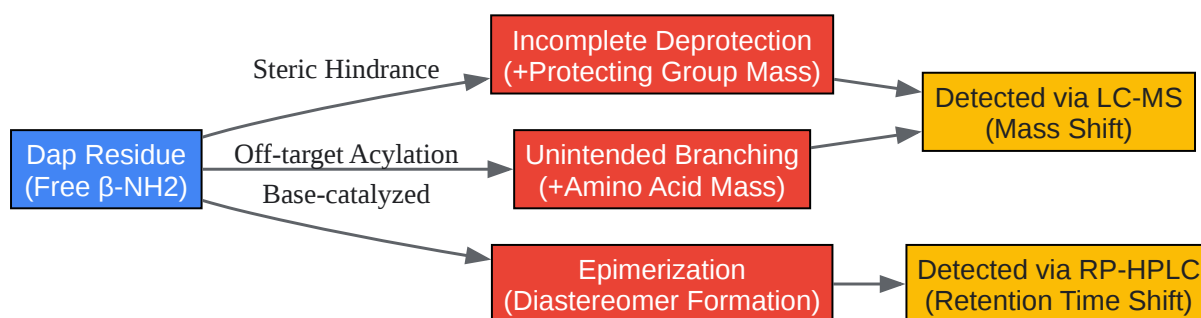 Dap Residue
(Free β-NH2)
Steric Hindrance
Off-target Acylation
Base-catalyzed
Incomplete Deprotection
(+Protecting Group Mass)
Unintended Branching
(+Amino Acid Mass)
Epimerization
(Diastereomer Formation)
Detected via LC-MS
(Mass Shift)
Detected via RP-HPLC
(Retention Time Shift)